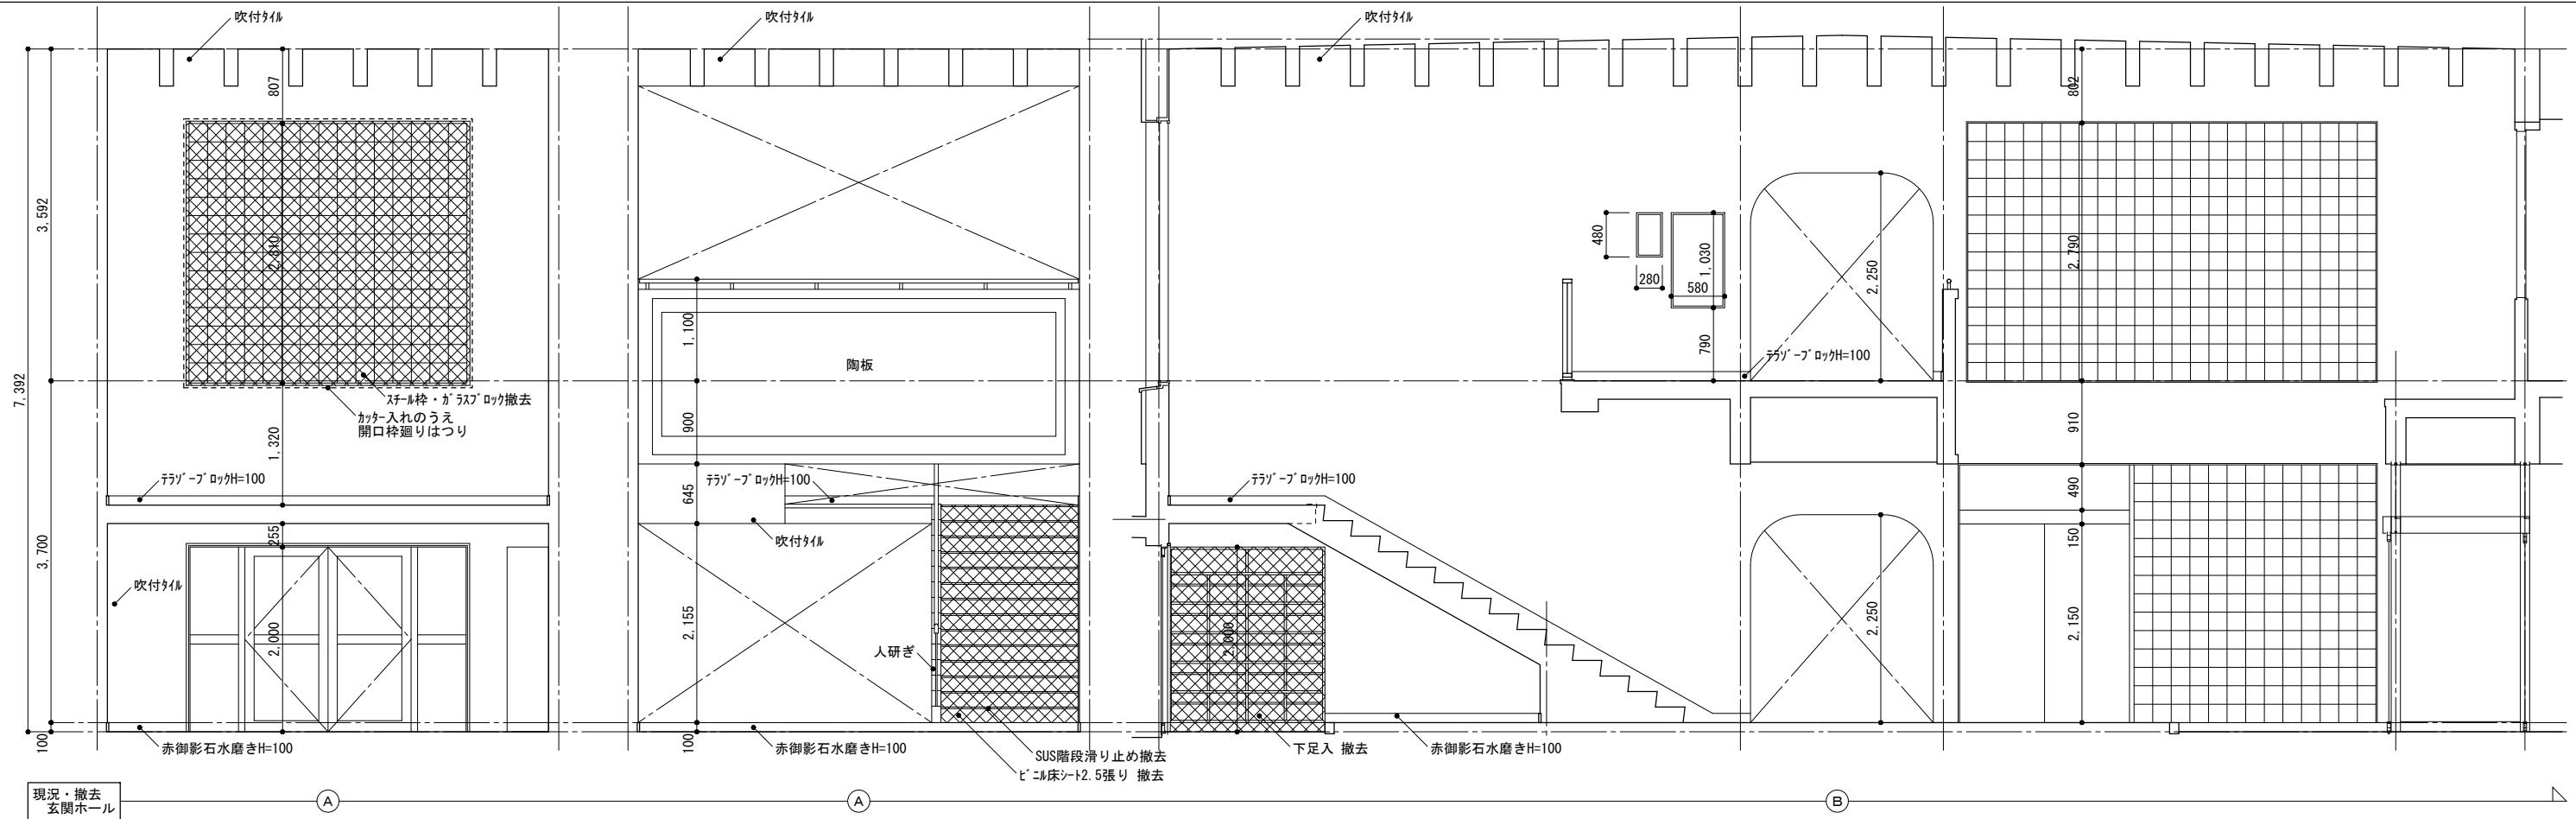 吹付ﾀｲﾙ
吹付ﾀｲﾙ
吹付ﾀｲﾙ
7,392
3,592
3,700
100
807
2,810
1,320
255
2,000
ｽﾁｰﾙ枠・ｶﾞﾗｽﾌﾞﾛｯｸ撤去
ｶｯﾀｰ入れのうえ
開口枠廻りはつり
ﾃﾗｿﾞｰﾌﾞﾛｯｸH=100
吹付ﾀｲﾙ
赤御影石水磨きH=100
陶板
1,100
900
645
2,155
100
ﾃﾗｿﾞｰﾌﾞﾛｯｸH=100
吹付ﾀｲﾙ
人研ぎ
赤御影石水磨きH=100
SUS階段滑り止め撤去
ﾋﾞﾆﾙ床ｼｰﾄ2.5張り 撤去
480
280
1,030
580
790
2,250
ﾃﾗｿﾞｰﾌﾞﾛｯｸH=100
ﾃﾗｿﾞｰﾌﾞﾛｯｸH=100
2,000
下足入 撤去
赤御影石水磨きH=100
2,250
802
2,790
910
490
150
2,150
現況・撤去
玄関ホール
A
A
B